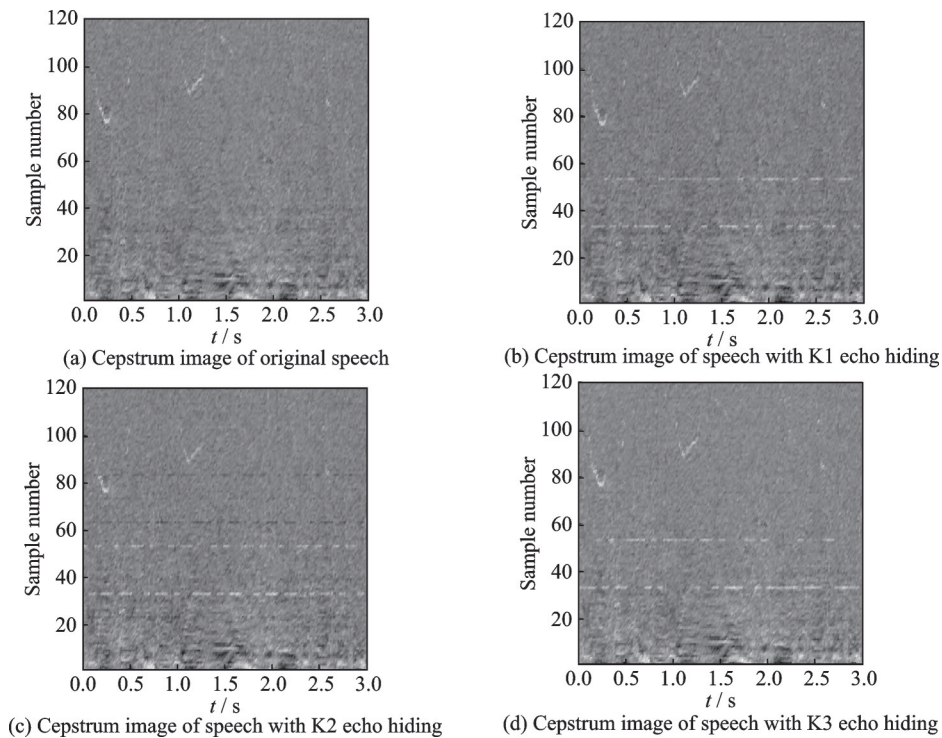 120
100
80
60
40
20
Sample number
0.0 0.5 1.0 1.5 2.0 2.5 3.0
t / s
(a) Cepstrum image of original speech
120
100
80
60
40
20
Sample number
0.0 0.5 1.0 1.5 2.0 2.5 3.0
t / s
(b) Cepstrum image of speech with K1 echo hiding
120
100
80
60
40
20
Sample number
0.0 0.5 1.0 1.5 2.0 2.5 3.0
t / s
(c) Cepstrum image of speech with K2 echo hiding
120
100
80
60
40
20
Sample number
0.0 0.5 1.0 1.5 2.0 2.5 3.0
t / s
(d) Cepstrum image of speech with K3 echo hiding